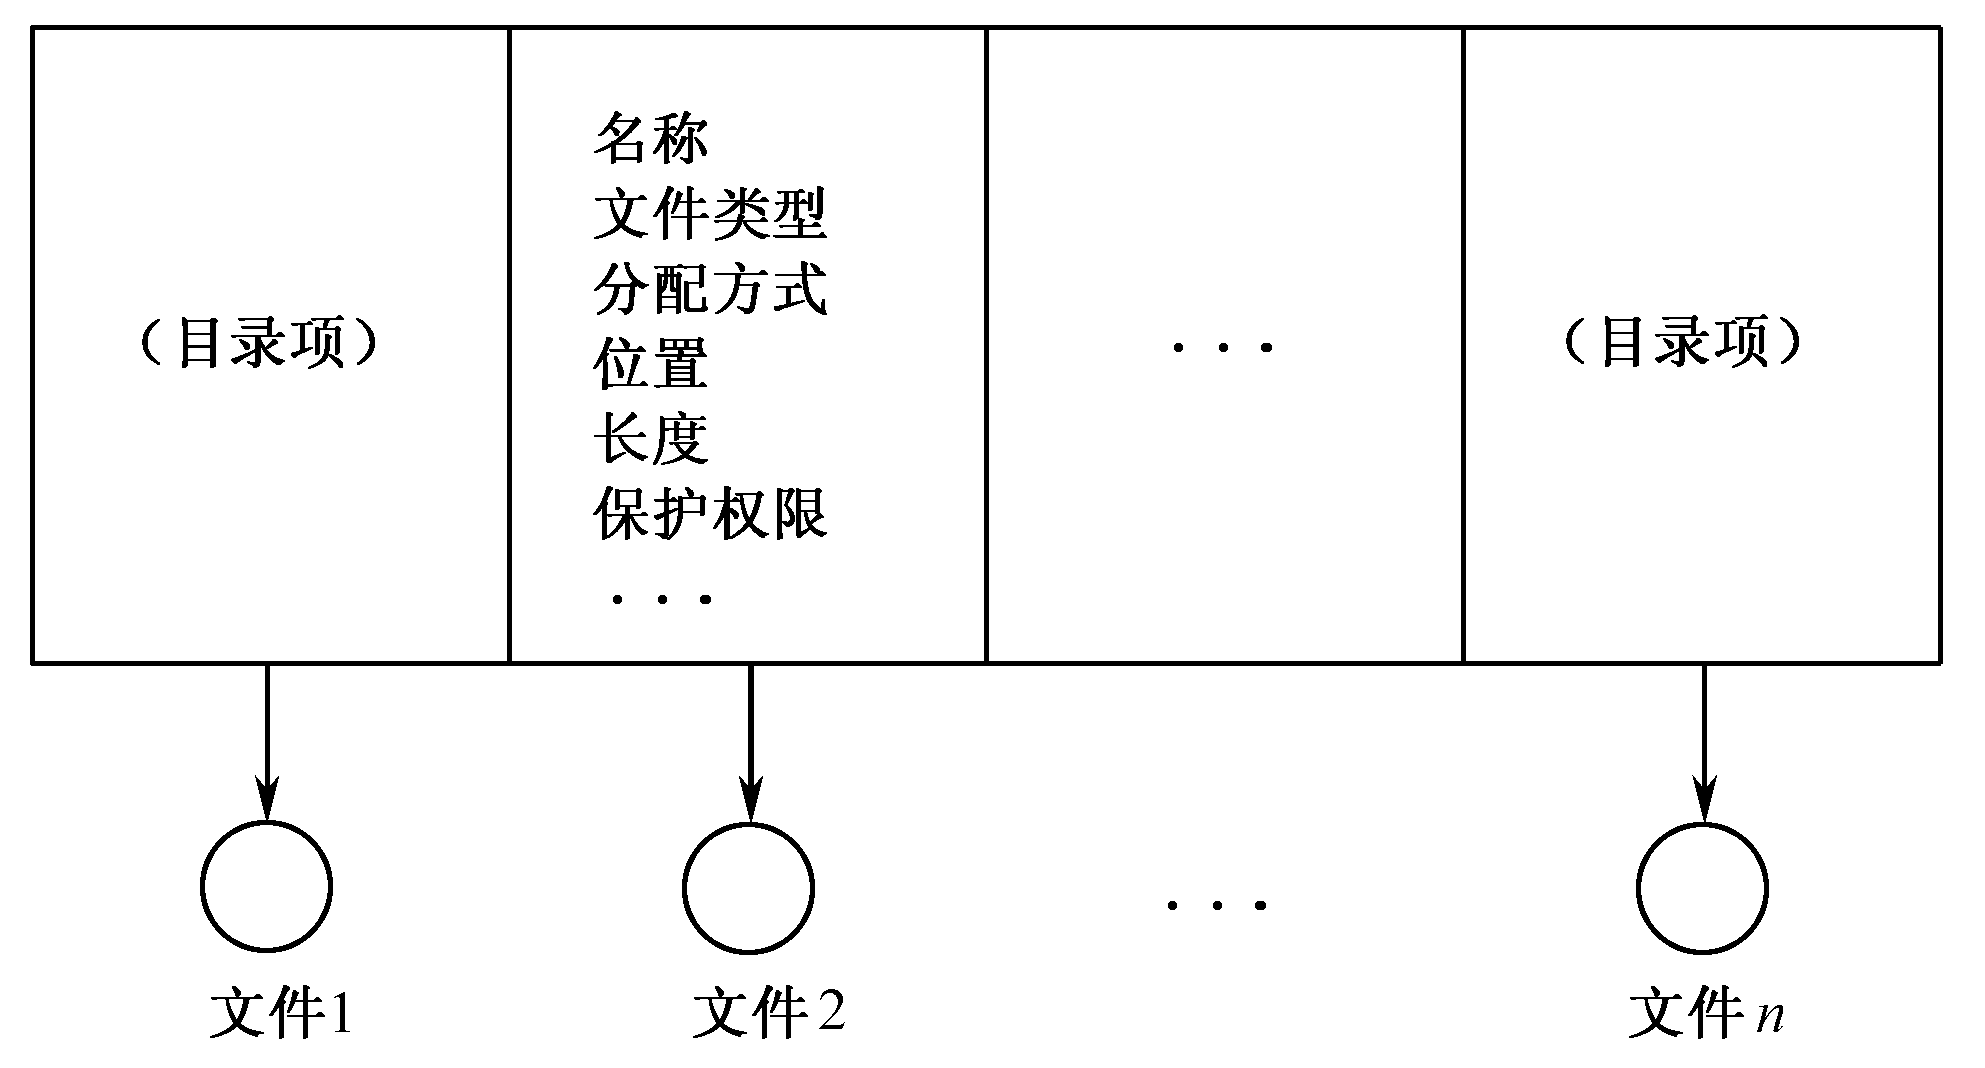 （目录项）
名称
文件类型
分配方式
位置
长度
保护权限
...
...
（目录项）
...
文件1
文件2
文件n